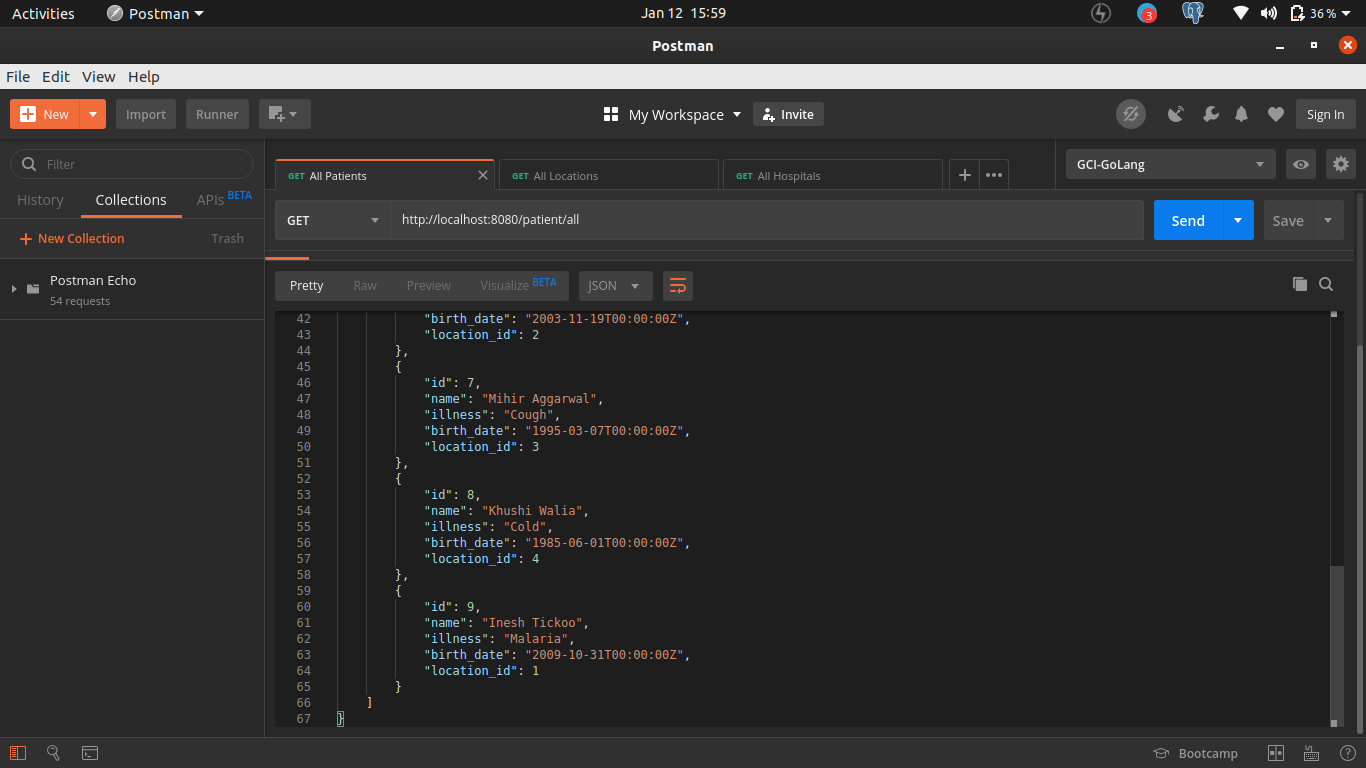 Activities Postman Jan 12 15:59 3 36 %
Postman
File Edit View Help
New Import Runner My Workspace Invite Sign In
Filter
History Collections APIs BETA
New Collection Trash
Postman Echo
54 requests
GET All Patients GET All Locations GET All Hospitals GCI-GoLang
GET http://localhost:8080/patient/all Send Save
Pretty Raw Preview Visualize BETA JSON
42 "birth_date": "2003-11-19T00:00:00Z",
43 "location_id": 2
44 },
45 {
46 "id": 7,
47 "name": "Mihir Aggarwal",
48 "illness": "Cough",
49 "birth_date": "1995-03-07T00:00:00Z",
50 "location_id": 3
51 },
52 {
53 "id": 8,
54 "name": "Khushi Walia",
55 "illness": "Cold",
56 "birth_date": "1985-06-01T00:00:00Z",
57 "location_id": 4
58 },
59 {
60 "id": 9,
61 "name": "Inesh Tickoo",
62 "illness": "Malaria",
63 "birth_date": "2009-10-31T00:00:00Z",
64 "location_id": 1
65 }
66 ]
67 }
Bootcamp